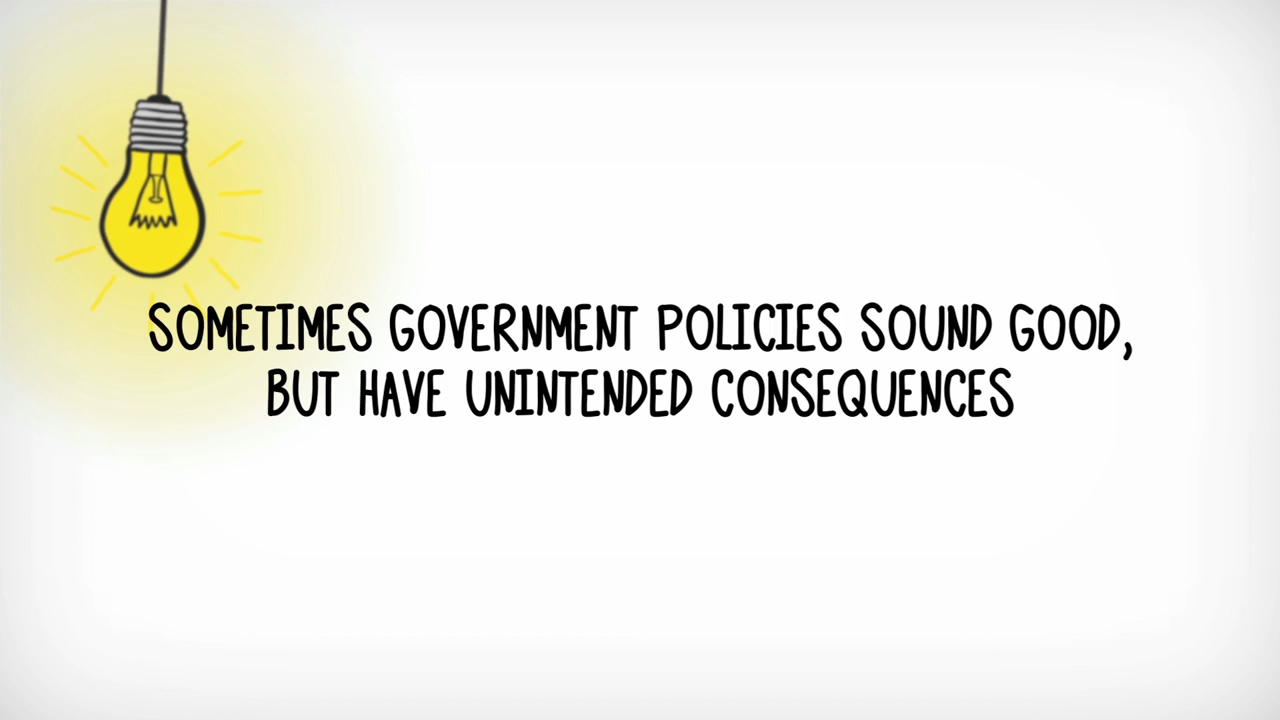 SOMETIMES GOVERNMENT POLICIES SOUND GOOD,
BUT HAVE UNINTENDED CONSEQUENCES